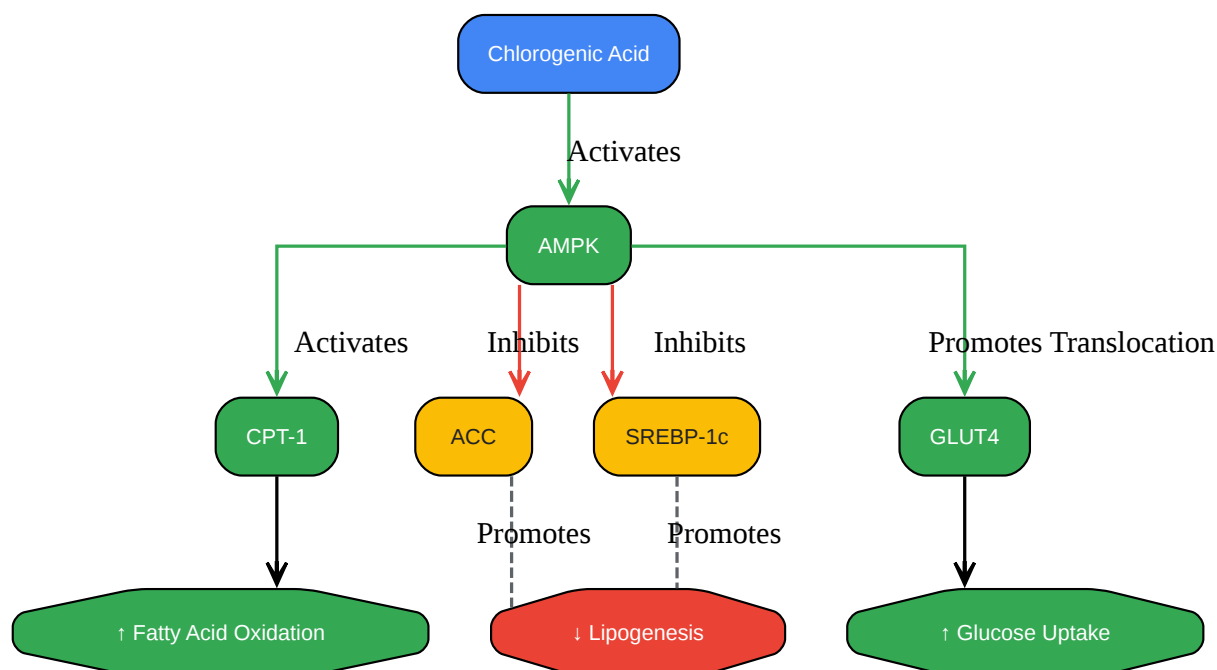 Chlorogenic Acid
Activates
AMPK
Activates
Inhibits
Inhibits
Promotes Translocation
CPT-1
ACC
SREBP-1c
GLUT4
Promotes
Promotes
↑ Fatty Acid Oxidation
↓ Lipogenesis
↑ Glucose Uptake